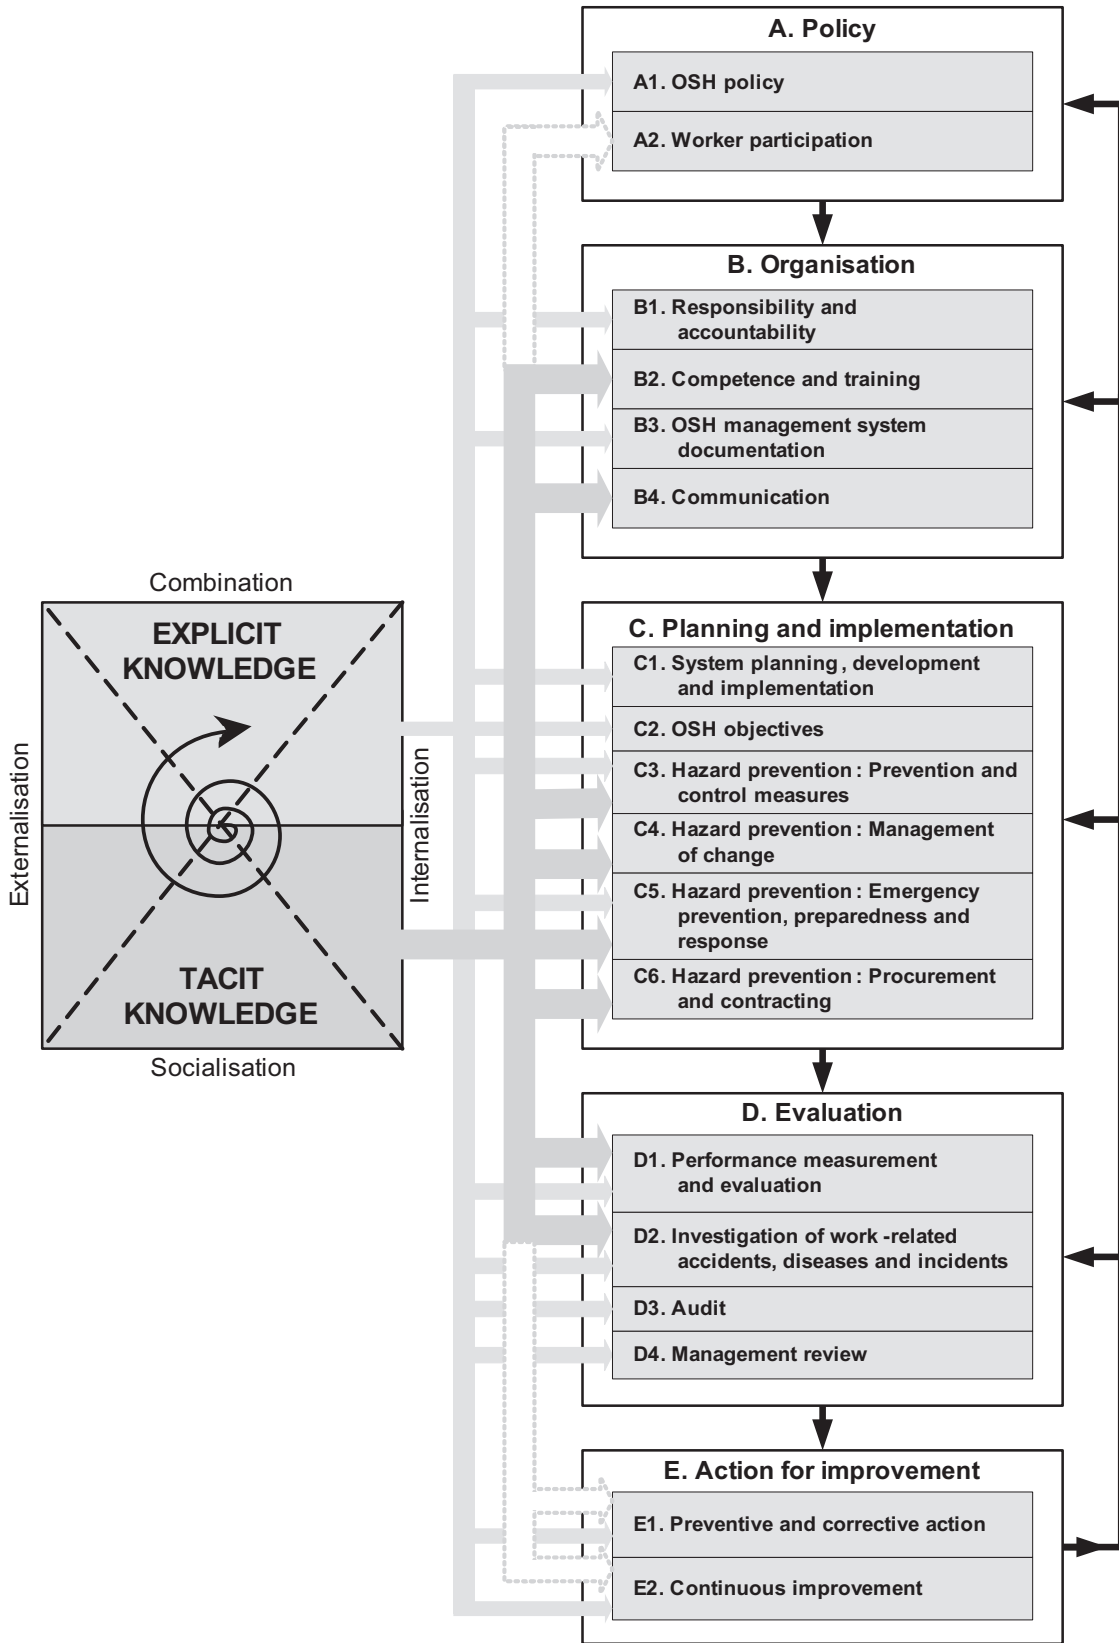 A. Policy
A1. OSH policy
A2. Worker participation
B. Organisation
B1. Responsibility and
accountability
B2. Competence and training
B3. OSH management system
documentation
B4. Communication
Combination
EXPLICIT
KNOWLEDGE
Externalisation
Internalisation
TACIT
KNOWLEDGE
Socialisation
C. Planning and implementation
C1. System planning, development
and implementation
C2. OSH objectives
C3. Hazard prevention: Prevention and
control measures
C4. Hazard prevention: Management
of change
C5. Hazard prevention: Emergency
prevention, preparedness and
response
C6. Hazard prevention: Procurement
and contracting
D. Evaluation
D1. Performance measurement
and evaluation
D2. Investigation of work-related
accidents, diseases and incidents
D3. Audit
D4. Management review
E. Action for improvement
E1. Preventive and corrective action
E2. Continuous improvement